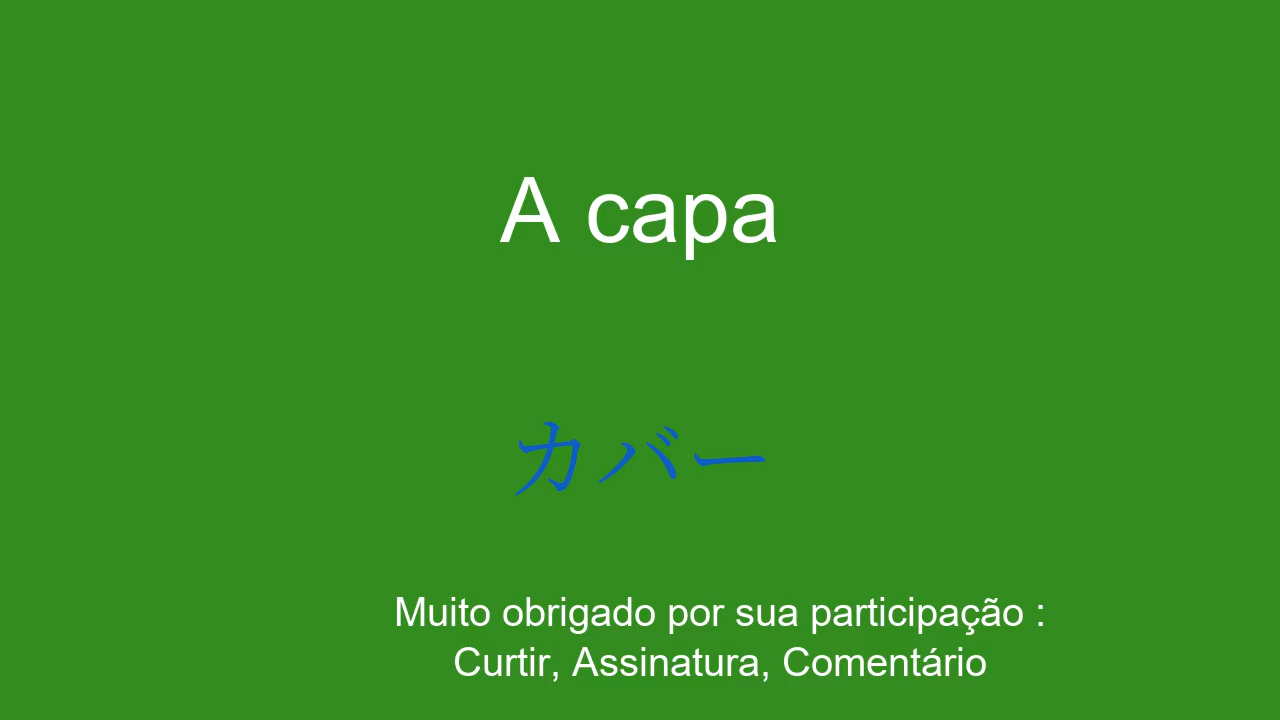 A capa
カバー
Muito obrigado por sua participação :
Curtir, Assinatura, Comentário